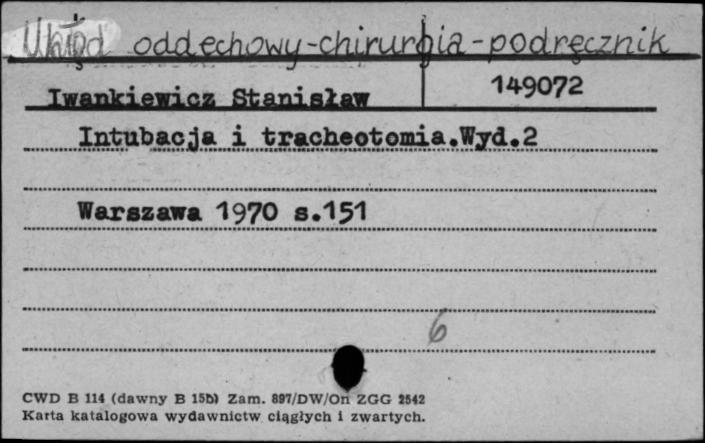 Układ oddechowy-chirurgia-podręcznik
149072
Iwankiewicz Stanisław
Intubacja i tracheotomia.Wyd.2
Warszawa 1970 s.151
6
CWD B 114 (dawny B 15b) Zam. 897/DW/On ZGG 2542
Karta katalogowa wydawnictw ciągłych i zwartych.